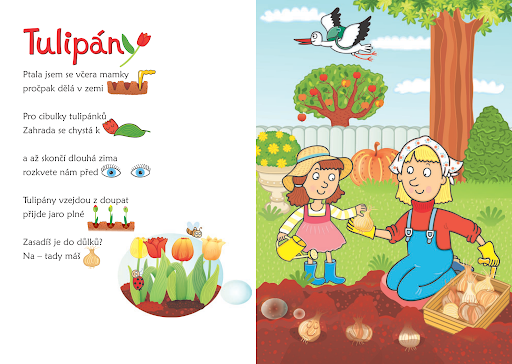 Tulipány
Ptala jsem se včera mamky
pročpak dělá v zemi
Pro cibulky tulipánků
Zahrada se chystá k
a až skončí dlouhá zima
rozkvete nám před
Tulipány vzejdou z doupat
přijde jaro plné
Zasadíš je do důlků?
Na – tady máš